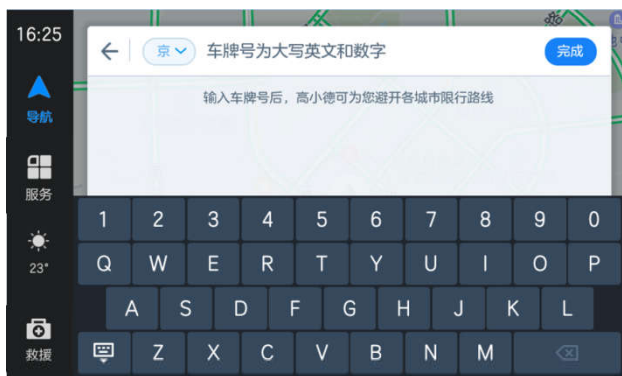 16:25
导航
服务
23°
救援
京
车牌号为大写英文和数字
完成
输入车牌号后，高小德可为您避开各城市限行路线
1 2 3 4 5 6 7 8 9 0
Q W E R T Y U I O P
A S D F G H J K L
Z X C V B N M